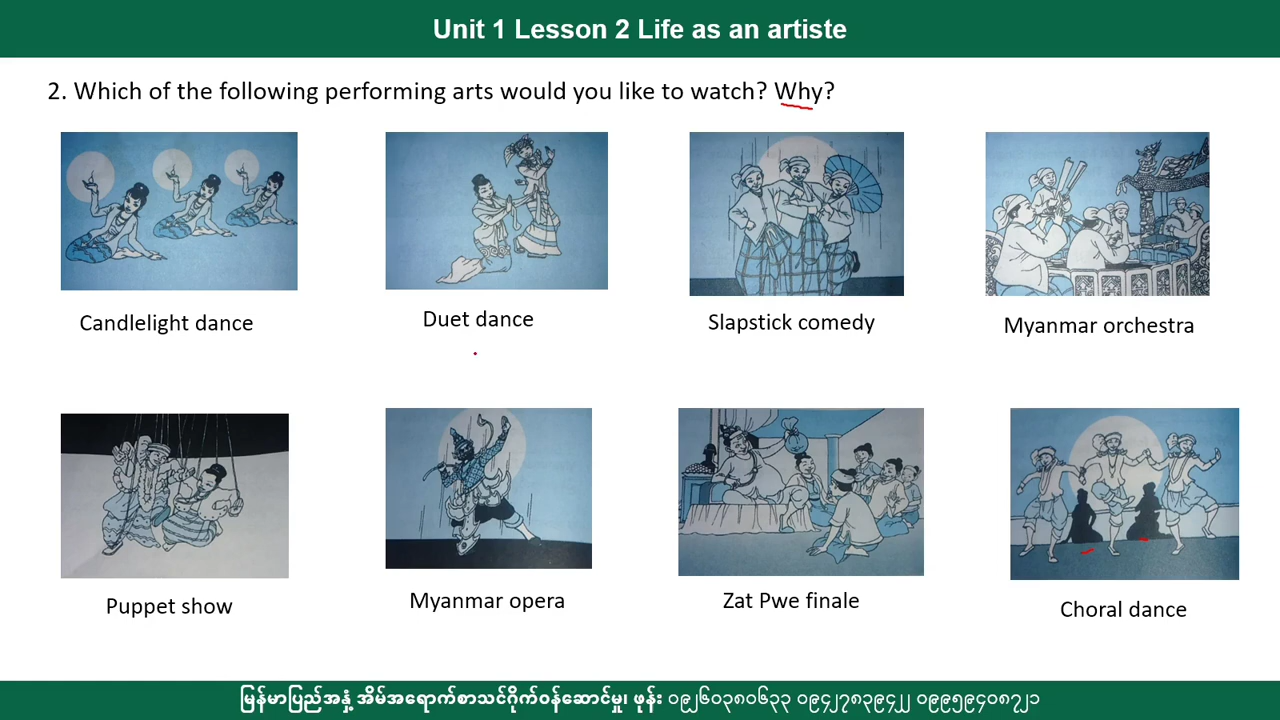 Unit 1 Lesson 2 Life as an artiste
2. Which of the following performing arts would you like to watch? Why?
Candlelight dance
Duet dance
Slapstick comedy
Myanmar orchestra
Puppet show
Myanmar opera
Zat Pwe finale
Choral dance
မြန်မာပြည်အနှံ့ အိမ်အရောက်စာသင်ဂိုက်ဝန်ဆောင်မှု၊ ဖုန်း ၀၉၂၆၀၃၈၀၆၃၃ ၀၉၄၂၇၈၃၉၄၂၂ ၀၉၉၅၉၄၀၈၇၂၁